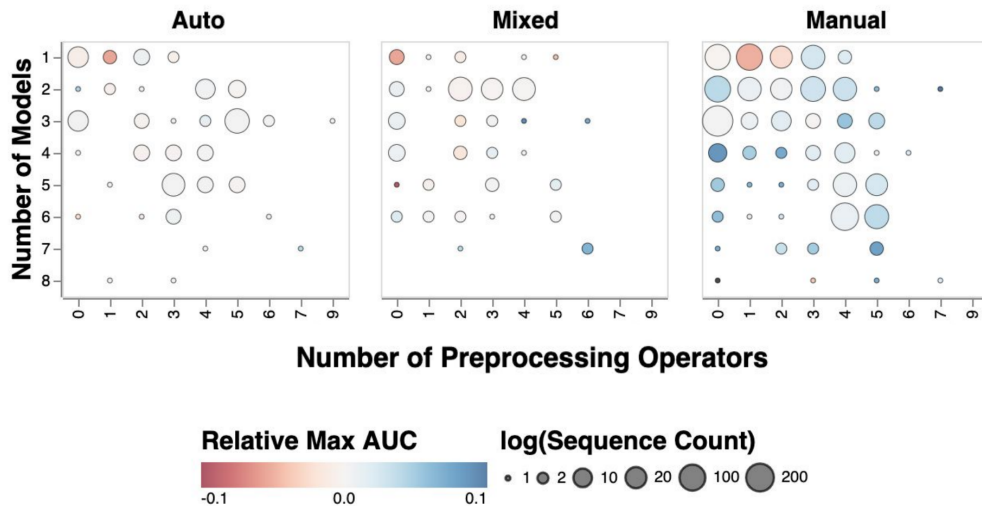 Auto Mixed Manual
Number of Models
1
2
3
4
5
6
7
8
0 1 2 3 4 5 6 7 9 0 1 2 3 4 5 6 7 9 0 1 2 3 4 5 6 7 9
Number of Preprocessing Operators
Relative Max AUC log(Sequence Count)
1 2 10 20 100 200
-0.1 0.0 0.1